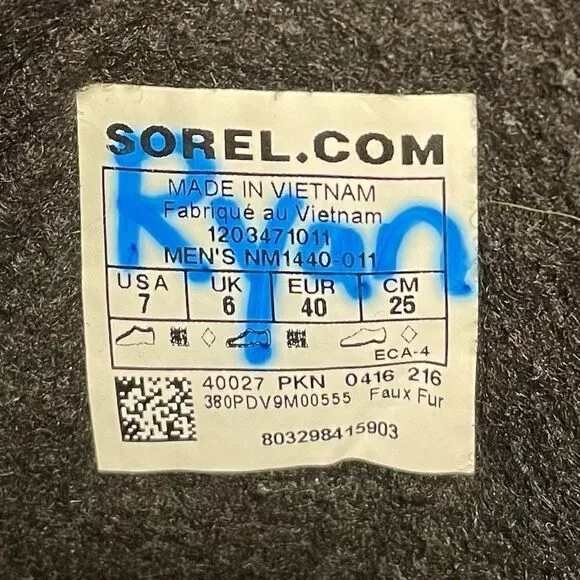 SOREL.COM
Ryan
MADE IN VIETNAM
Fabriqué au Vietnam
1203471011
MEN'S NM1440-011
USA UK EUR CM
7 6 40 25
ECA-4
40027 PKN 0416 216
380PDV9M00555 Faux Fur
803298415903